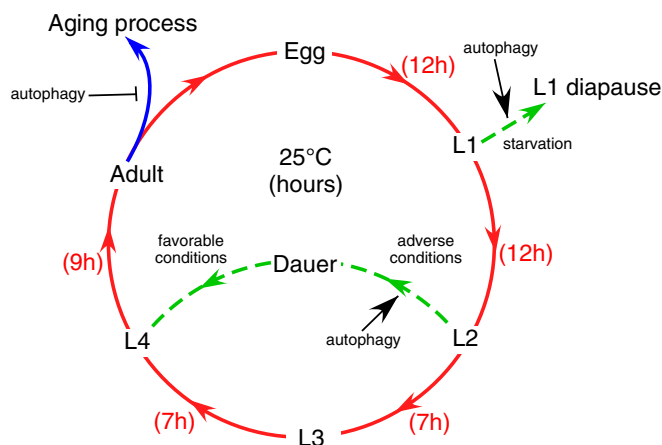 Aging process
Egg
autophagy
(12h)
autophagy
L1 diapause
L1
starvation
25°C
(hours)
Adult
favorable
conditions
adverse
conditions
(9h)
Dauer
(12h)
autophagy
L4
L2
(7h)
(7h)
L3